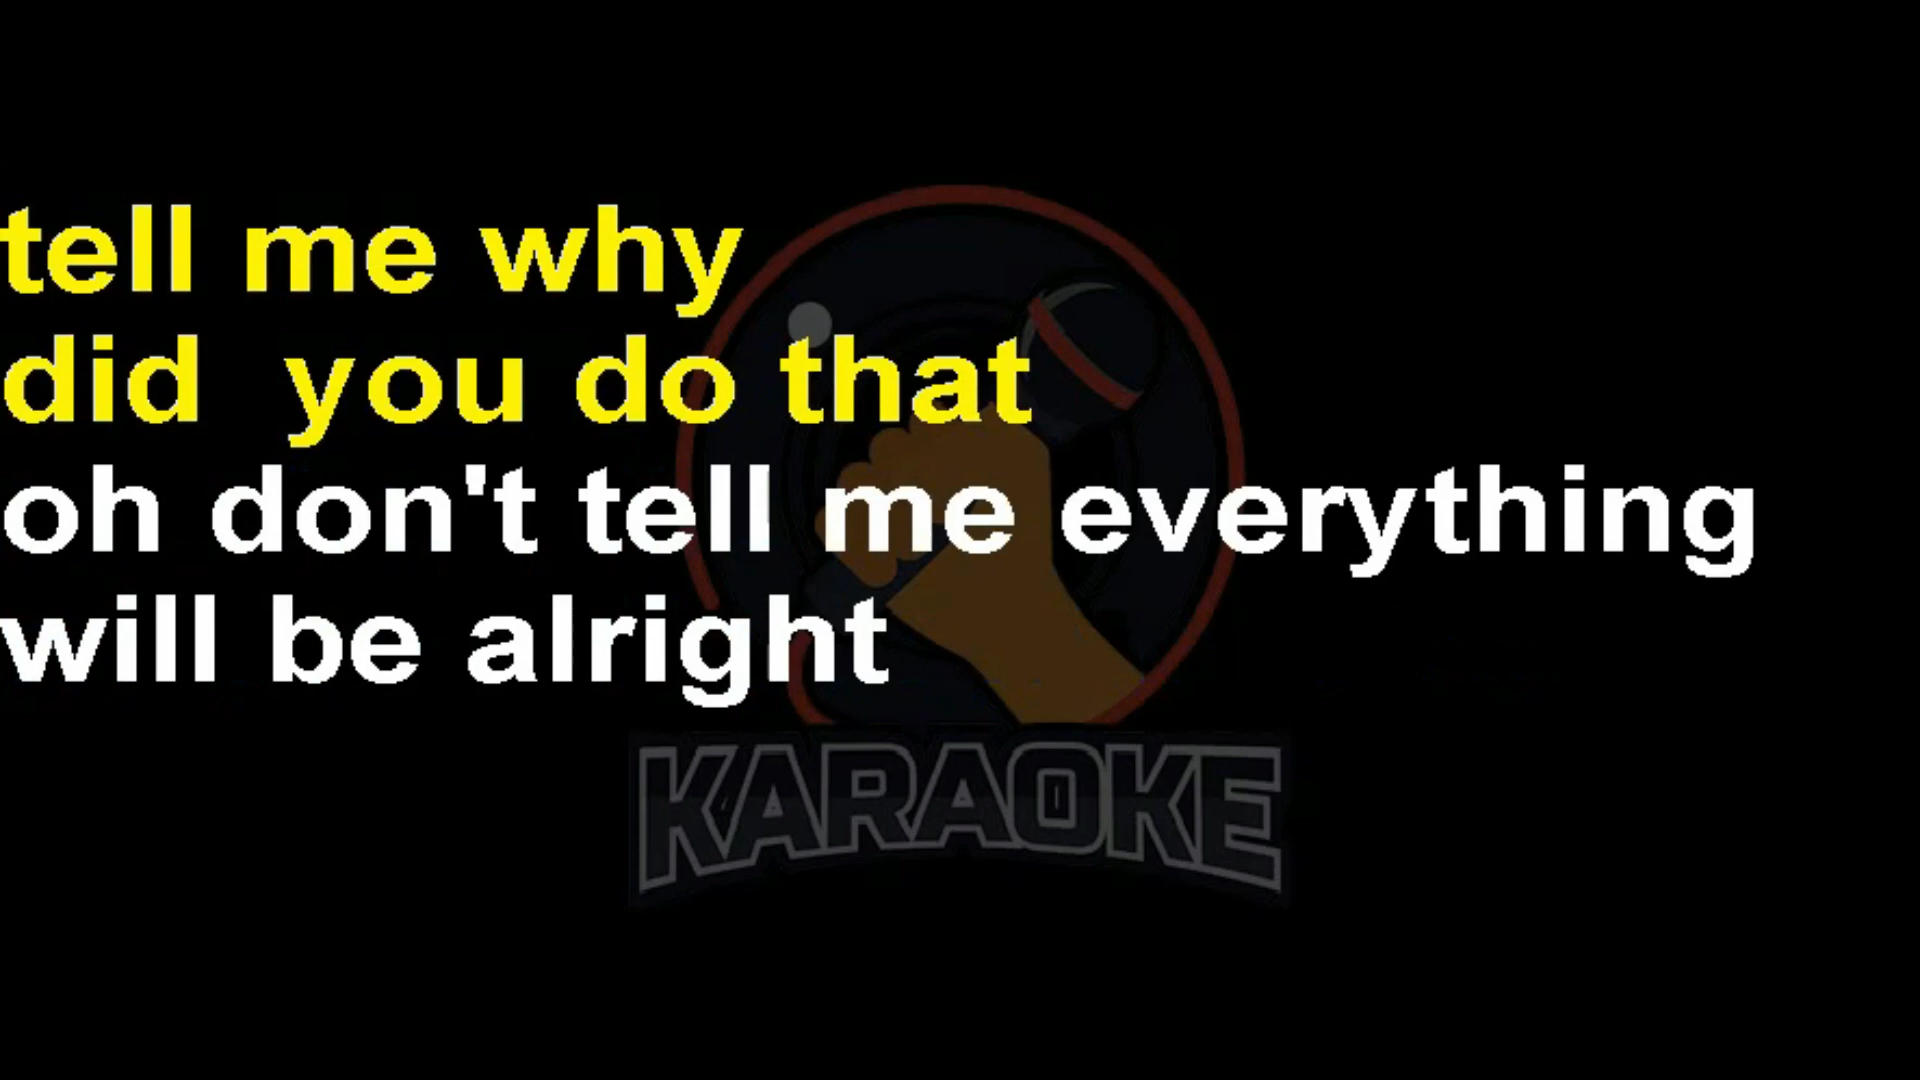 tell me why
did  you do that
oh don't tell me everything
will be alright
KARAOKE